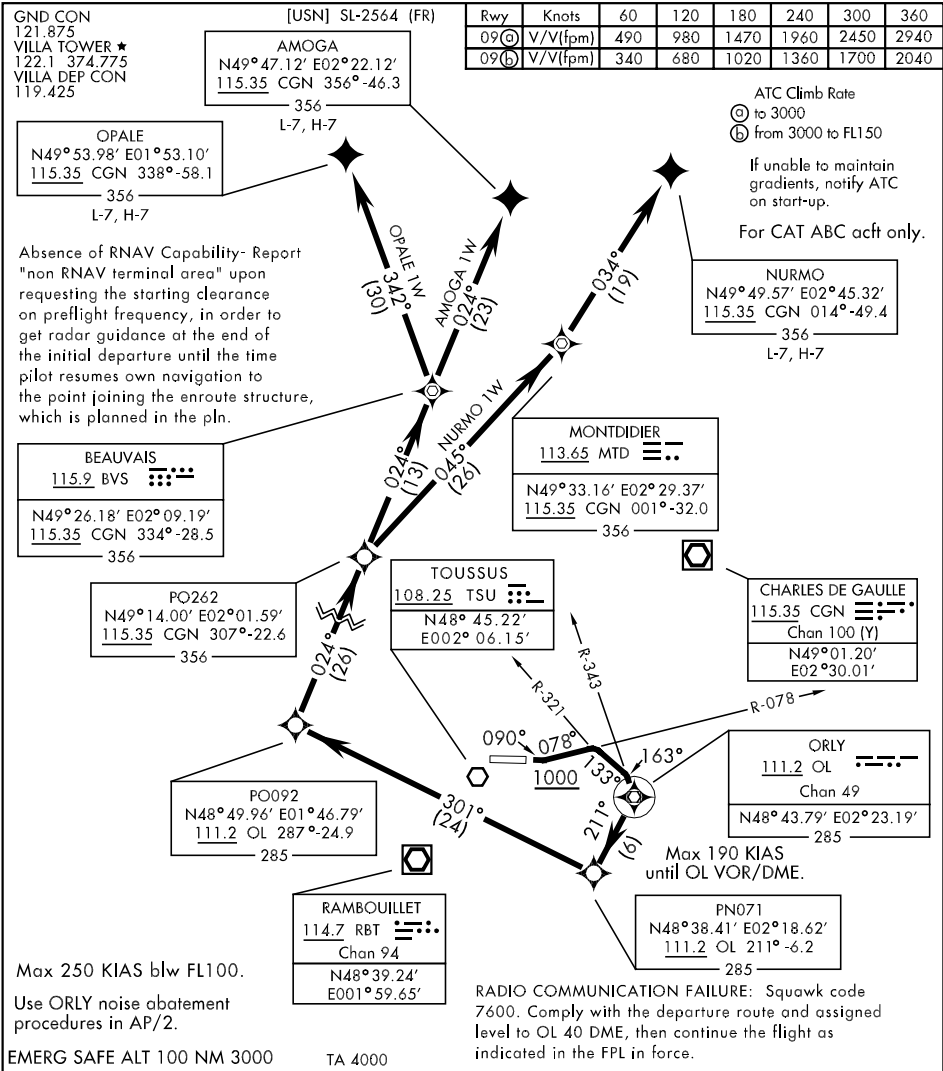 GND CON
121.875
VILLA TOWER ★
122.1 374.775
VILLA DEP CON
119.425
[USN] SL-2564 (FR)
Rwy Knots 60 120 180 240 300 360
09ⓐ V/V(fpm) 490 980 1470 1960 2450 2940
09ⓑ V/V(fpm) 340 680 1020 1360 1700 2040
ATC Climb Rate
ⓐ to 3000
ⓑ from 3000 to FL150
If unable to maintain
gradients, notify ATC
on start-up.
For CAT ABC acft only.
AMOGA
N49°47.12' E02°22.12'
115.35 CGN 356°-46.3
356
L-7, H-7
OPALE
N49°53.98' E01°53.10'
115.35 CGN 338°-58.1
356
L-7, H-7
NURMO
N49°49.57' E02°45.32'
115.35 CGN 014°-49.4
356
L-7, H-7
Absence of RNAV Capability- Report
"non RNAV terminal area" upon
requesting the starting clearance
on preflight frequency, in order to
get radar guidance at the end of
the initial departure until the time
pilot resumes own navigation to
the point joining the enroute structure,
which is planned in the pln.
OPALE 1W
342°
(30)
AMOGA 1W
024°
(23)
034°
(19)
NURMO 1W
045°
(26)
024°
(13)
BEAUVAIS
115.9 BVS
N49°26.18' E02°09.19'
115.35 CGN 334°-28.5
356
MONTDIDIER
113.65 MTD
N49°33.16' E02°29.37'
115.35 CGN 001°-32.0
356
PO262
N49°14.00' E02°01.59'
115.35 CGN 307°-22.6
356
TOUSSUS
108.25 TSU
N48° 45.22'
E002° 06.15'
CHARLES DE GAULLE
115.35 CGN
Chan 100 (Y)
N49°01.20'
E02°30.01'
024°
(26)
R-343
R-321
R-078
090°
078°
133°
163°
1000
ORLY
111.2 OL
Chan 49
N48°43.79' E02°23.19'
285
PO092
N48°49.96' E01°46.79'
111.2 OL 287°-24.9
285
301°
(24)
211°
(6)
Max 190 KIAS
until OL VOR/DME.
RAMBOUILLET
114.7 RBT
Chan 94
N48°39.24'
E001°59.65'
PN071
N48°38.41' E02°18.62'
111.2 OL 211°-6.2
285
Max 250 KIAS blw FL100.
Use ORLY noise abatement
procedures in AP/2.
RADIO COMMUNICATION FAILURE: Squawk code
7600. Comply with the departure route and assigned
level to OL 40 DME, then continue the flight as
indicated in the FPL in force.
EMERG SAFE ALT 100 NM 3000
TA 4000